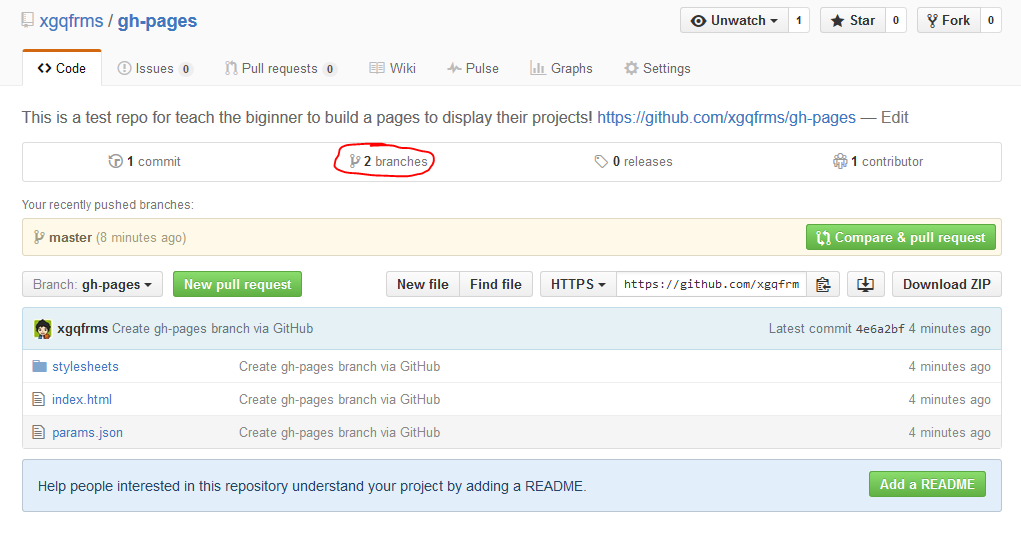 xgqfrms / gh-pages Unwatch 1 Star 0 Fork 0
Code Issues 0 Pull requests 0 Wiki Pulse Graphs Settings
This is a test repo for teach the biginner to build a pages to display their projects! https://github.com/xgqfrms/gh-pages — Edit
1 commit 2 branches 0 releases 1 contributor
Your recently pushed branches:
master (8 minutes ago) Compare & pull request
Branch: gh-pages New pull request New file Find file HTTPS https://github.com/xgqfrm Download ZIP
xgqfrms Create gh-pages branch via GitHub Latest commit 4e6a2bf 4 minutes ago
stylesheets Create gh-pages branch via GitHub 4 minutes ago
index.html Create gh-pages branch via GitHub 4 minutes ago
params.json Create gh-pages branch via GitHub 4 minutes ago
Help people interested in this repository understand your project by adding a README. Add a README